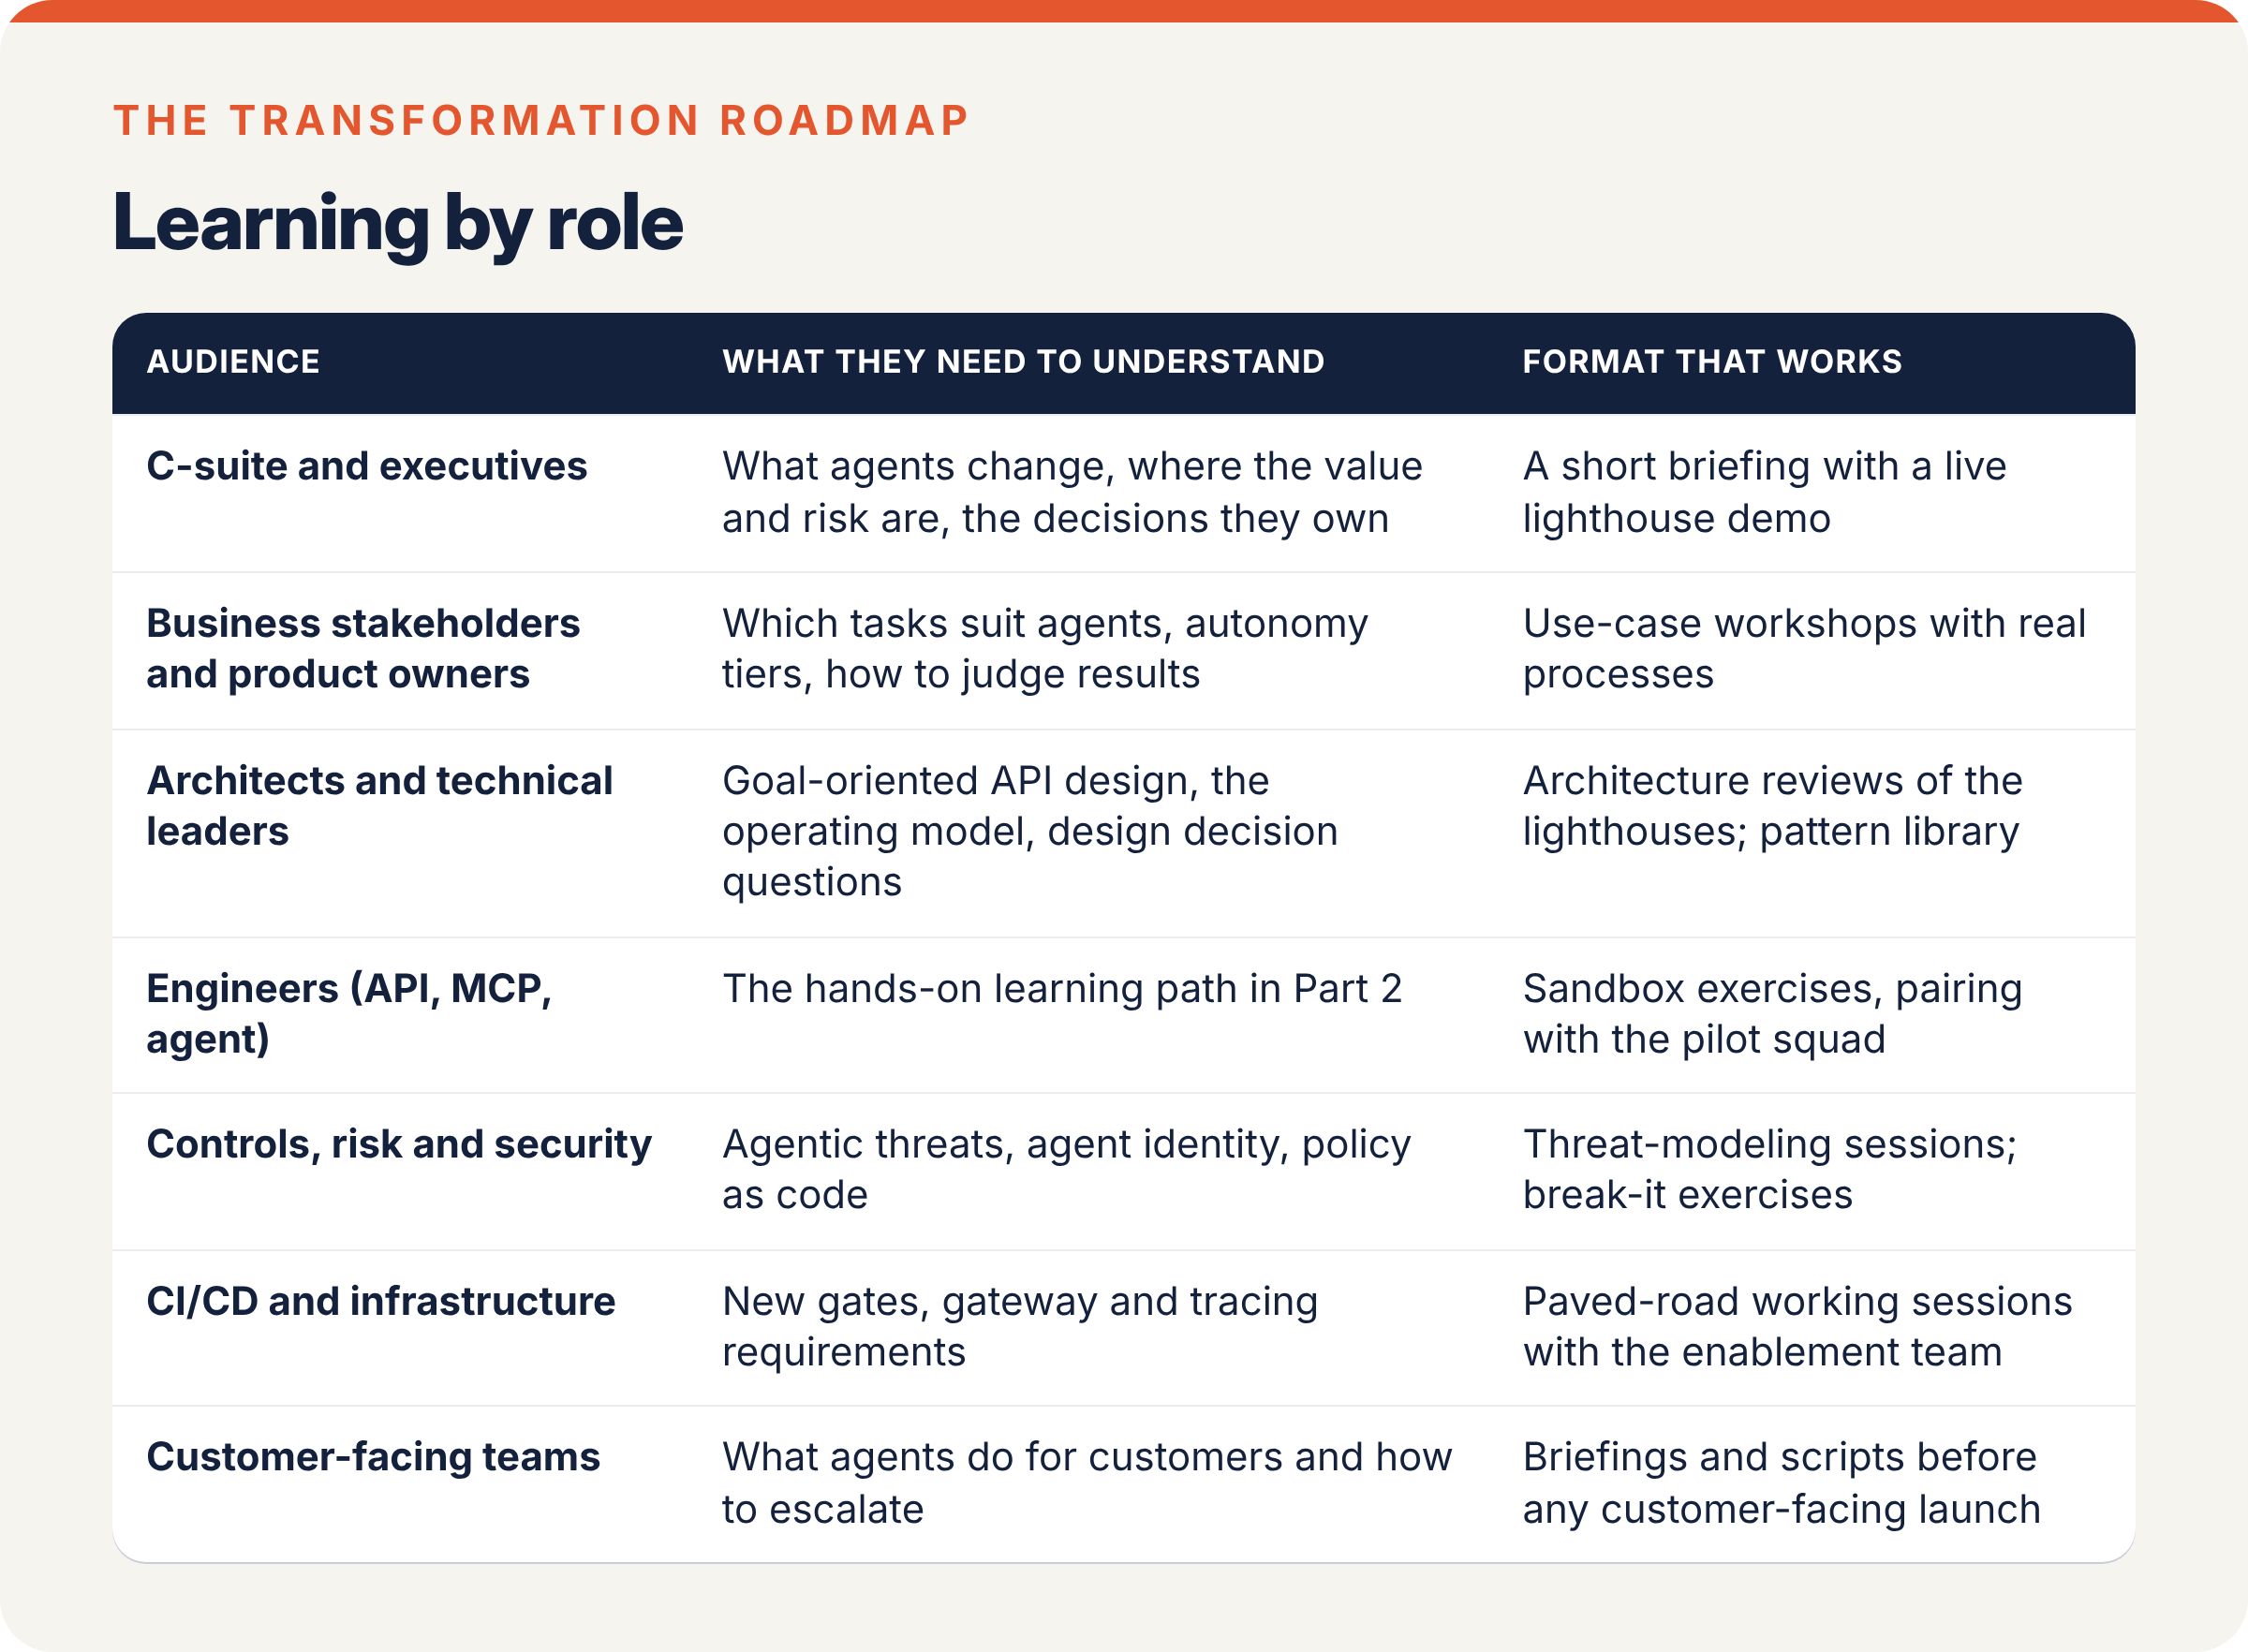 THE TRANSFORMATION ROADMAP
Learning by role
AUDIENCE
WHAT THEY NEED TO UNDERSTAND
FORMAT THAT WORKS
C-suite and executives
What agents change, where the value
and risk are, the decisions they own
A short briefing with a live
lighthouse demo
Business stakeholders
and product owners
Which tasks suit agents, autonomy
tiers, how to judge results
Use-case workshops with real
processes
Architects and technical
leaders
Goal-oriented API design, the
operating model, design decision
questions
Architecture reviews of the
lighthouses; pattern library
Engineers (API, MCP,
agent)
The hands-on learning path in Part 2
Sandbox exercises, pairing
with the pilot squad
Controls, risk and security
Agentic threats, agent identity, policy
as code
Threat-modeling sessions;
break-it exercises
CI/CD and infrastructure
New gates, gateway and tracing
requirements
Paved-road working sessions
with the enablement team
Customer-facing teams
What agents do for customers and how
to escalate
Briefings and scripts before
any customer-facing launch